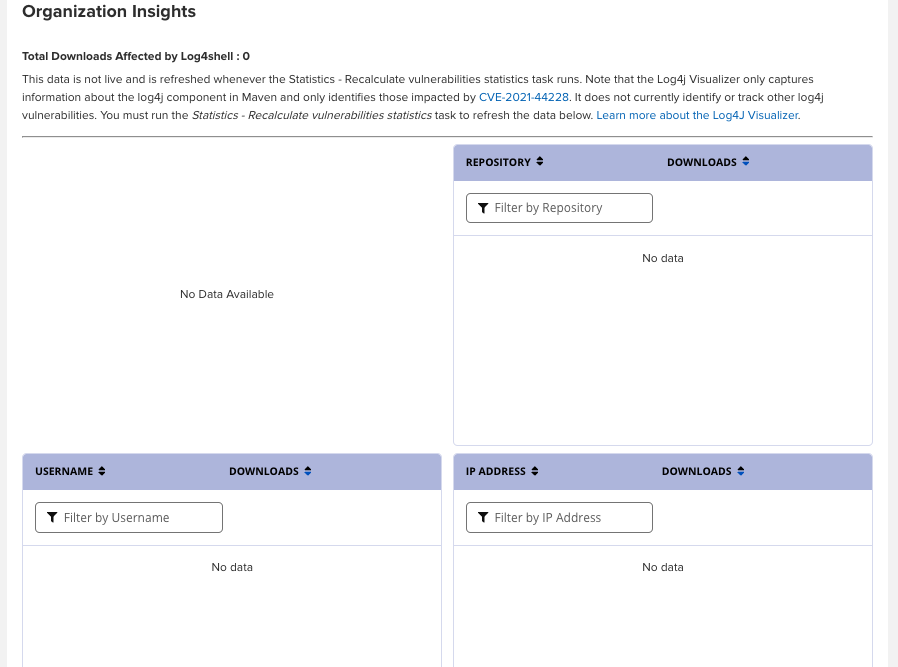 Organization Insights
Total Downloads Affected by Log4shell : 0
This data is not live and is refreshed whenever the Statistics - Recalculate vulnerabilities statistics task runs. Note that the Log4j Visualizer only captures
information about the log4j component in Maven and only identifies those impacted by CVE-2021-44228. It does not currently identify or track other log4j
vulnerabilities. You must run the Statistics - Recalculate vulnerabilities statistics task to refresh the data below. Learn more about the Log4J Visualizer.
REPOSITORY DOWNLOADS
Filter by Repository
No data
No Data Available
USERNAME DOWNLOADS
Filter by Username
No data
IP ADDRESS DOWNLOADS
Filter by IP Address
No data